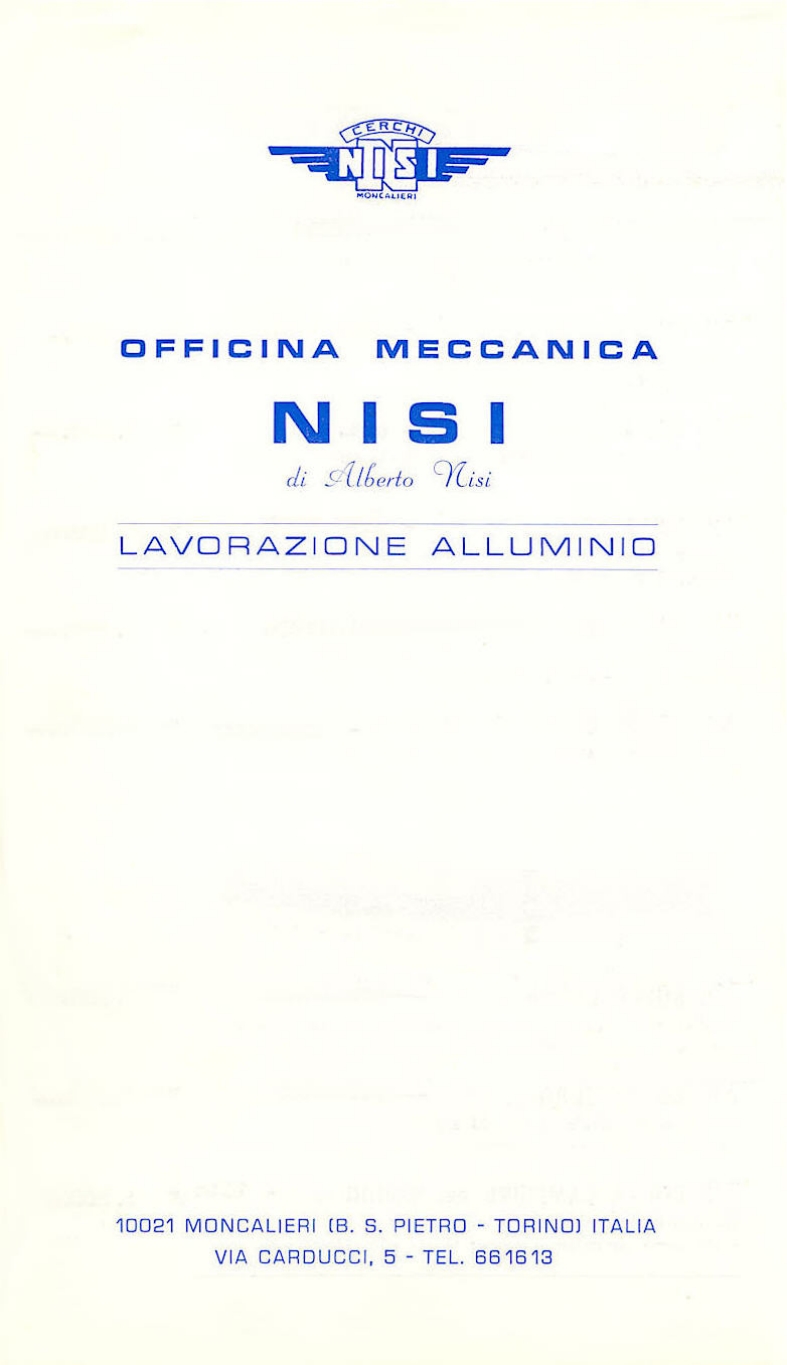 CERCHI
NISI
MONCALIERI
OFFICINA MECCANICA
NISI
di Alberto Nisi
LAVORAZIONE ALLUMINIO
10021 MONCALIERI (B. S. PIETRO - TORINO) ITALIA
VIA CARDUCCI, 5 - TEL. 661613